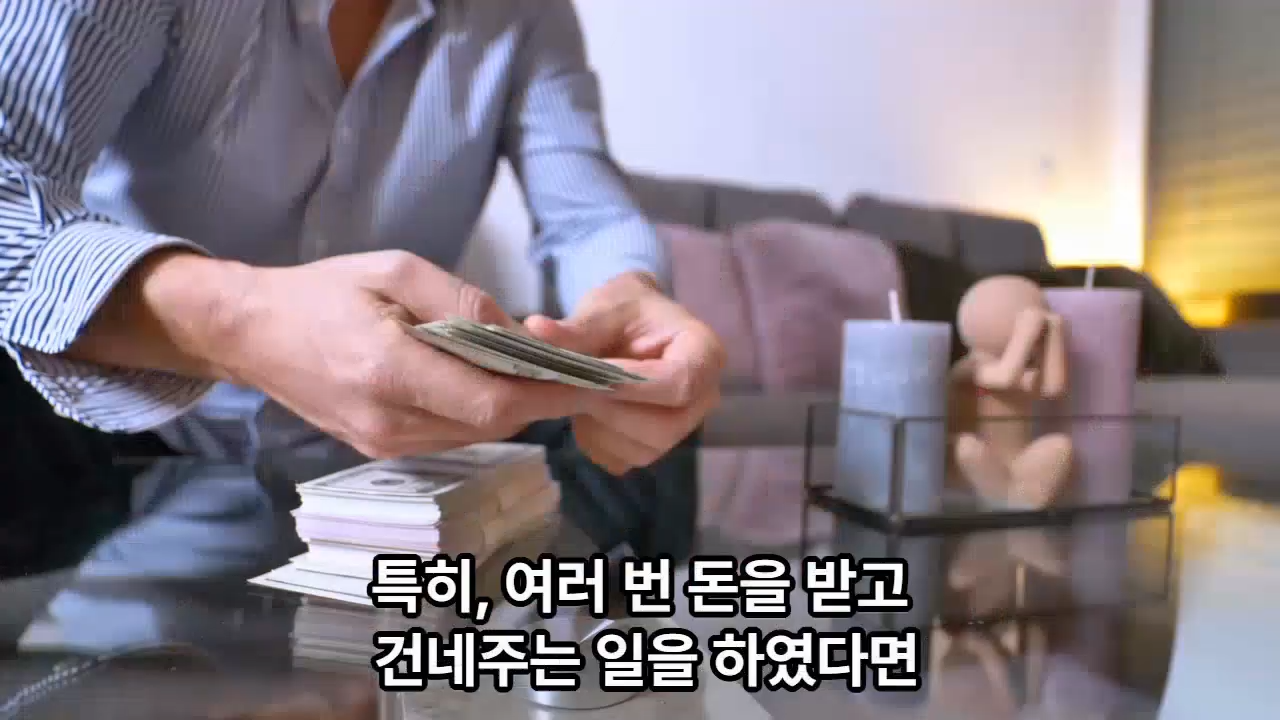 특히, 여러 번 돈을 받고
건네주는 일을 하였다면